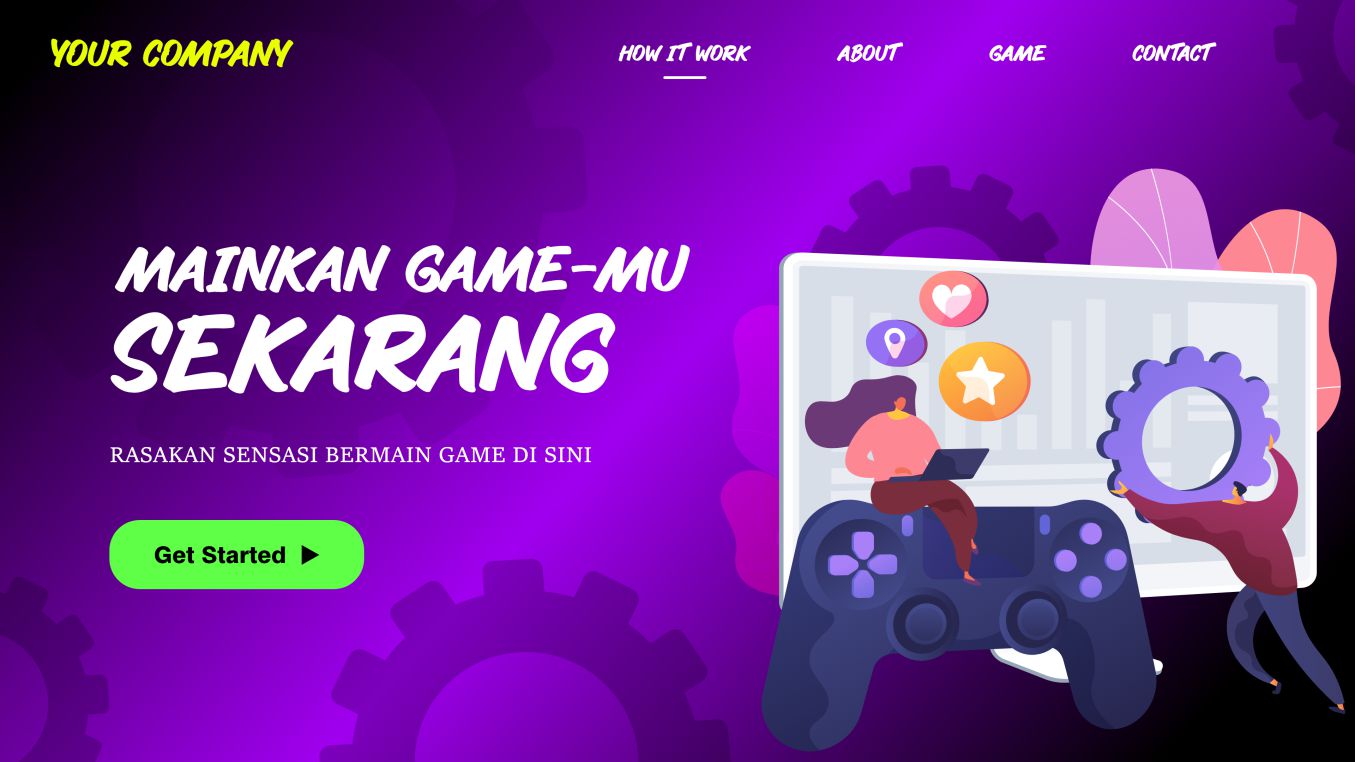 YOUR COMPANY
HOW IT WORK ABOUT GAME CONTACT
MAINKAN GAME-MU
SEKARANG
RASAKAN SENSASI BERMAIN GAME DI SINI
Get Started